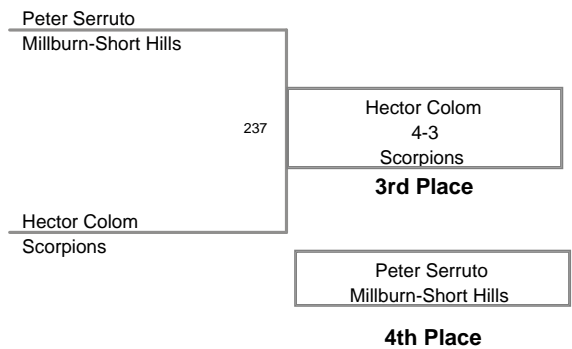 Peter Serruto
Millburn-Short Hills
237
Hector Colom
4-3
Scorpions
3rd Place
Hector Colom
Scorpions
Peter Serruto
Millburn-Short Hills
4th Place